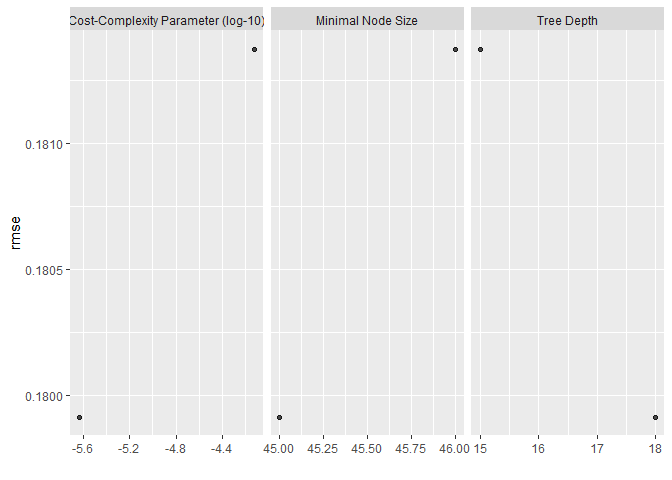 Cost-Complexity Parameter (log-10)
Minimal Node Size
Tree Depth
rmse
0.1810
0.1805
0.1800
-5.6 -5.2 -4.8 -4.4
45.00 45.25 45.50 45.75 46.00
15 16 17 18